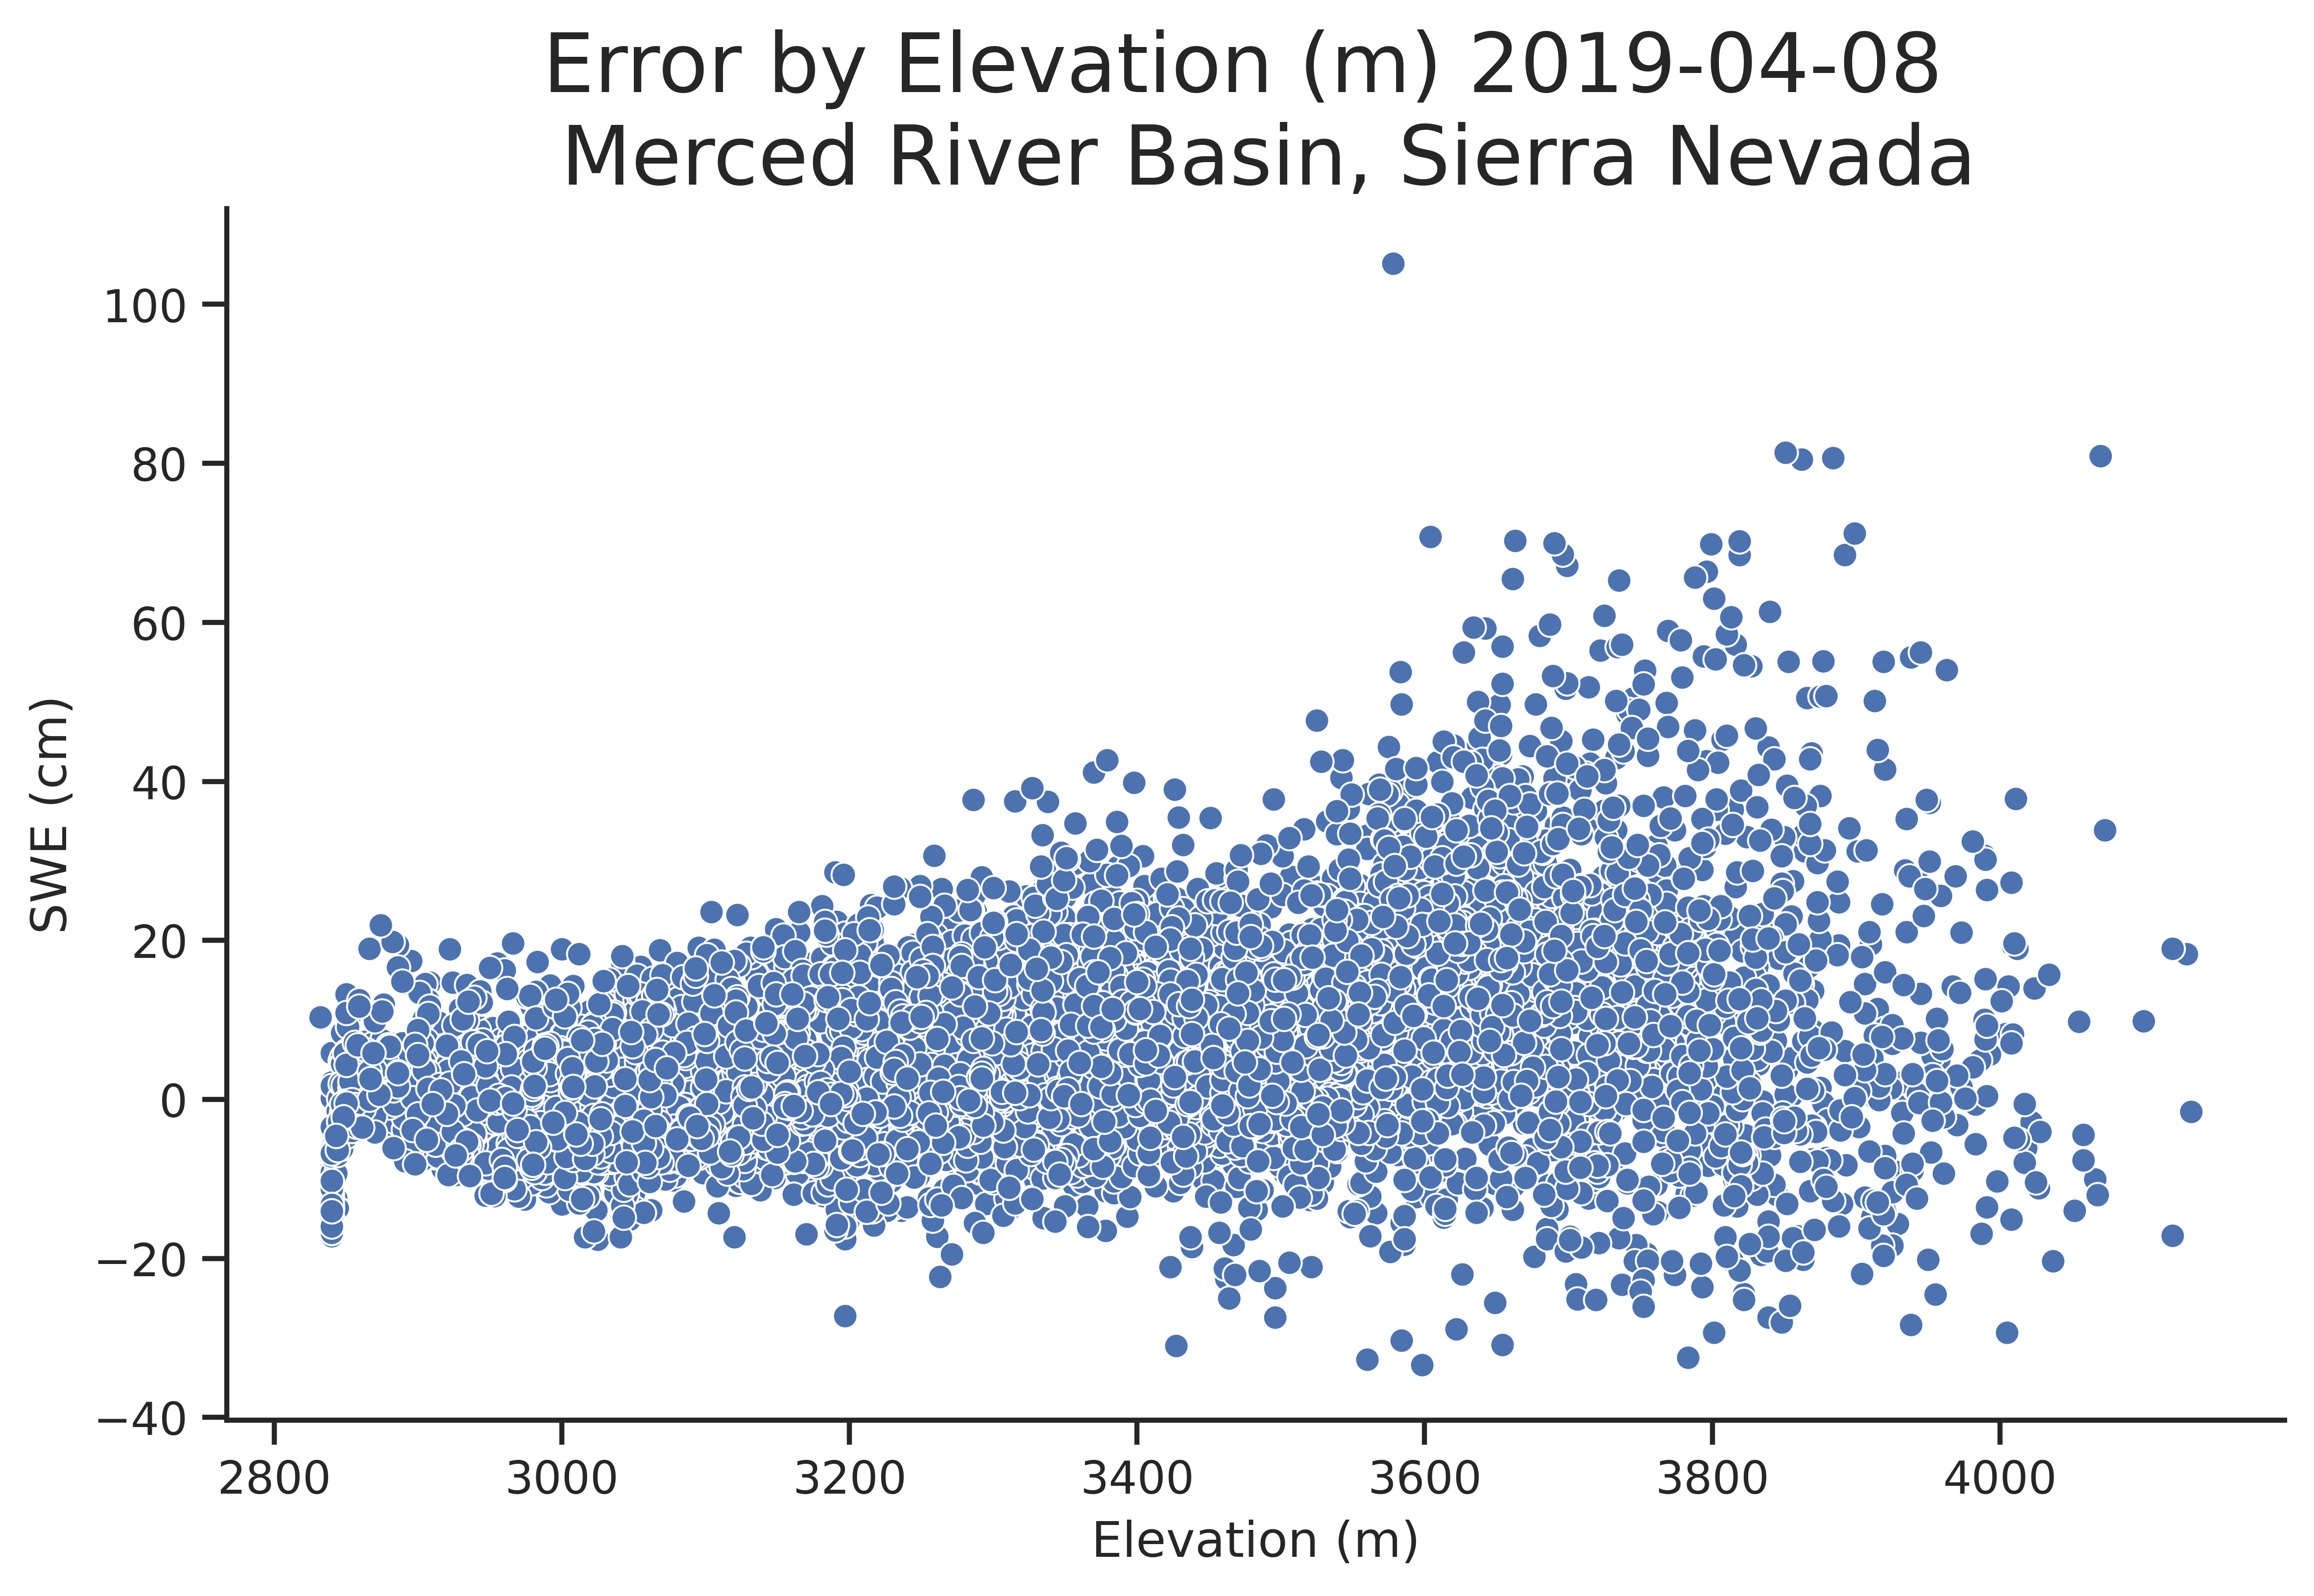 Error by Elevation (m) 2019-04-08
Merced River Basin, Sierra Nevada
SWE (cm)
100
80
60
40
20
0
−20
−40
2800 3000 3200 3400 3600 3800 4000
Elevation (m)